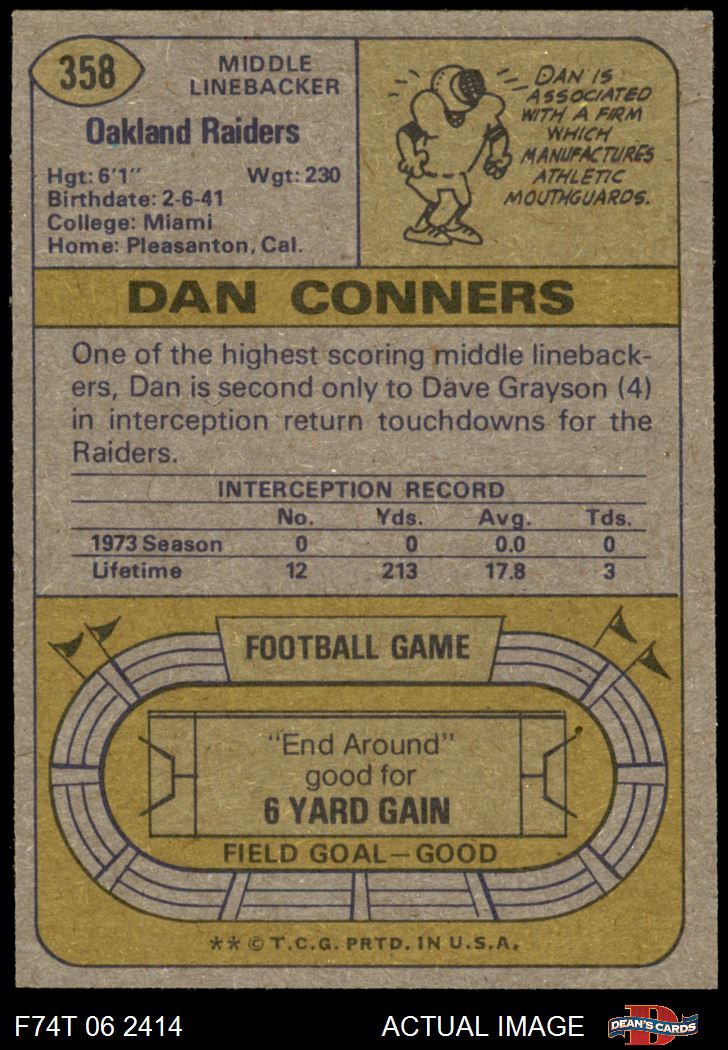 358
MIDDLE
LINEBACKER
Oakland Raiders
Hgt: 6'1" Wgt: 230
Birthdate: 2-6-41
College: Miami
Home: Pleasanton, Cal.
DAN IS
ASSOCIATED
WITH A FIRM
WHICH
MANUFACTURES
ATHLETIC
MOUTHGUARDS.
DAN CONNERS
One of the highest scoring middle lineback-
ers, Dan is second only to Dave Grayson (4)
in interception return touchdowns for the
Raiders.
INTERCEPTION RECORD
No. Yds. Avg. Tds.
1973 Season 0 0 0.0 0
Lifetime 12 213 17.8 3
FOOTBALL GAME
"End Around"
good for
6 YARD GAIN
FIELD GOAL—GOOD
** © T.C.G. PRTD. IN U.S.A.
F74T 06 2414 ACTUAL IMAGE
D
DEAN'S CARDS